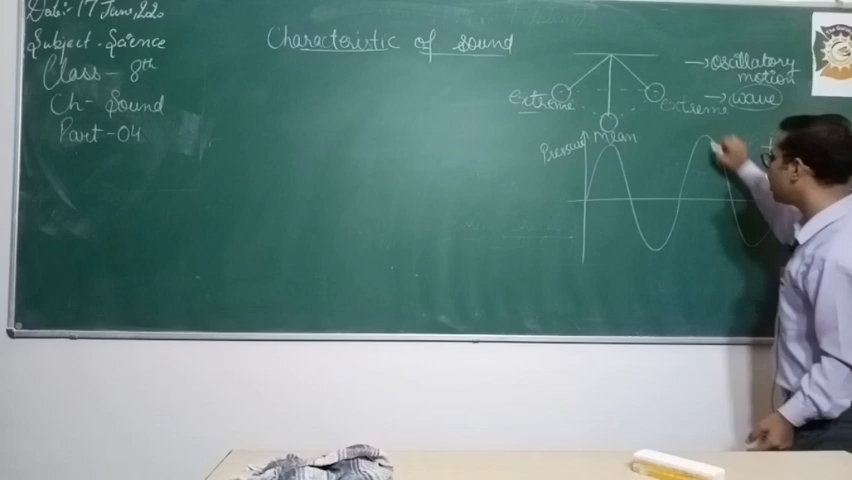 Date:- 17 June, 2020
Subject - Science
Class - 8th
Ch - Sound
Part - 04
Characteristic of sound
→ Oscillatory
motion
→ wave
extreme
extreme
Mean
Pressure